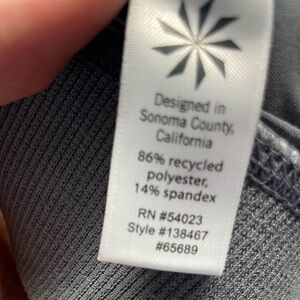 Designed in
Sonoma County,
California
86% recycled
polyester,
14% spandex
RN #54023
Style #138467
#65689